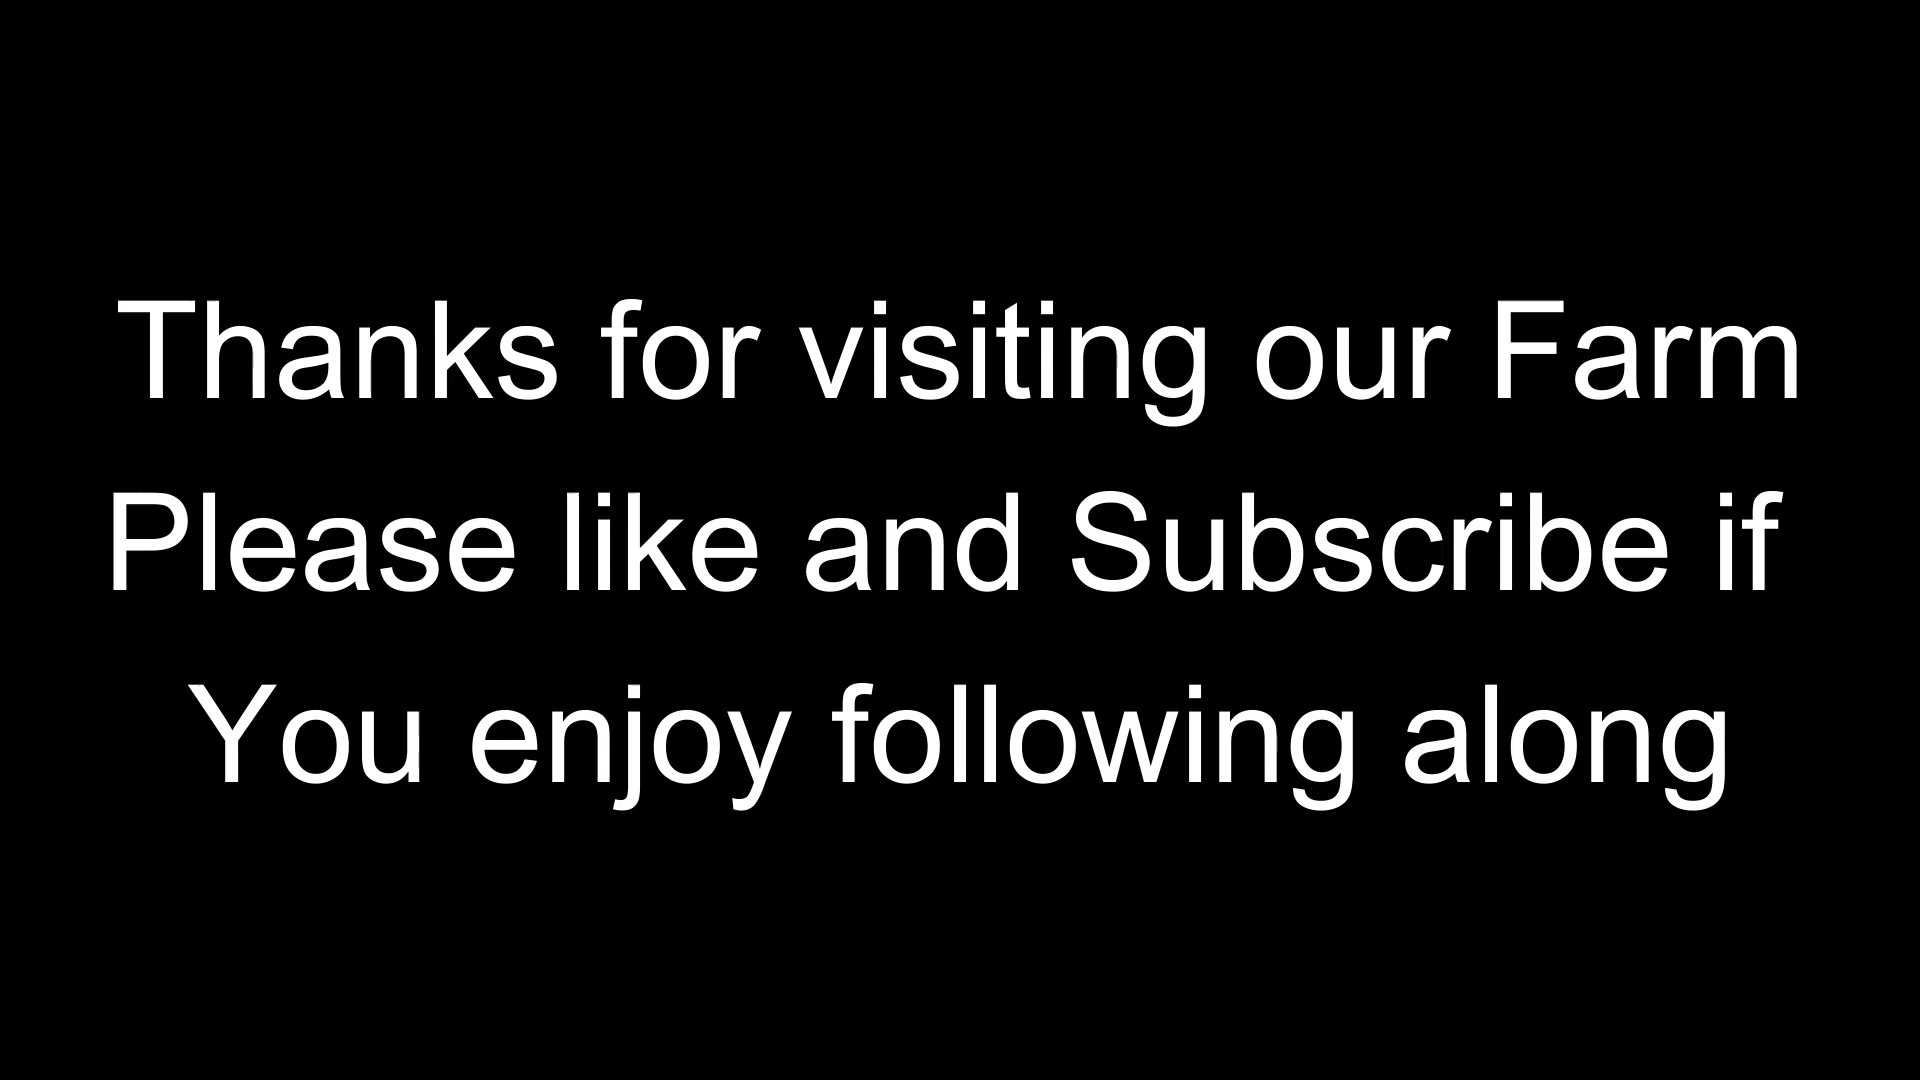 Thanks for visiting our Farm
Please like and Subscribe if
You enjoy following along